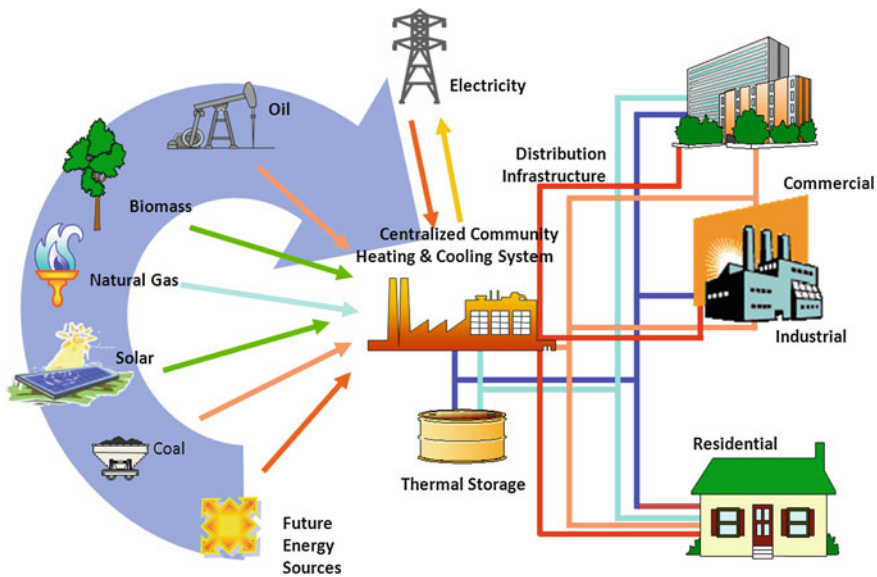 Oil
Electricity
Biomass
Distribution
Infrastructure
Commercial
Centralized Community
Heating & Cooling System
Natural Gas
Industrial
Solar
Coal
Thermal Storage
Residential
Future
Energy
Sources